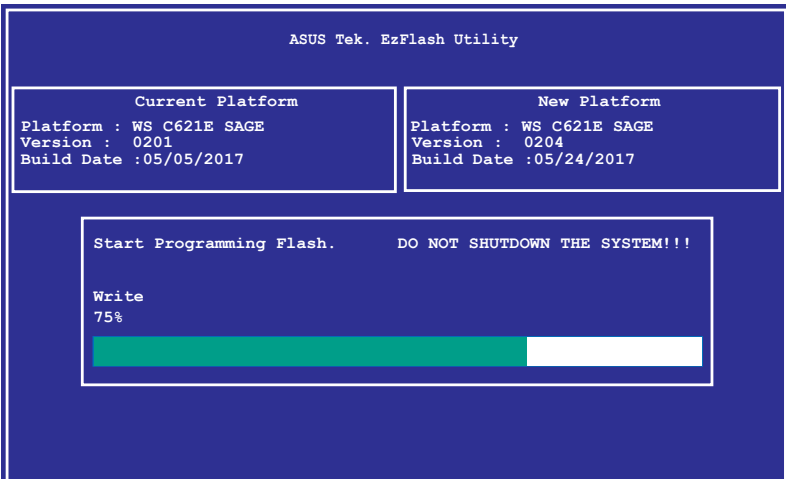 ASUS Tek. EzFlash Utility
Current Platform
Platform : WS C621E SAGE
Version : 0201
Build Date :05/05/2017
New Platform
Platform : WS C621E SAGE
Version : 0204
Build Date :05/24/2017
Start Programming Flash. DO NOT SHUTDOWN THE SYSTEM!!!
Write
75%